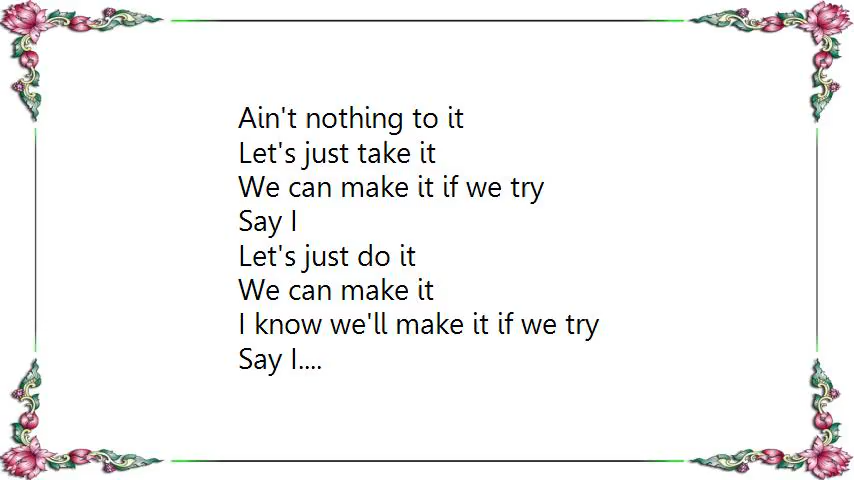 Ain't nothing to it
Let's just take it
We can make it if we try
Say I
Let's just do it
We can make it
I know we'll make it if we try
Say I....